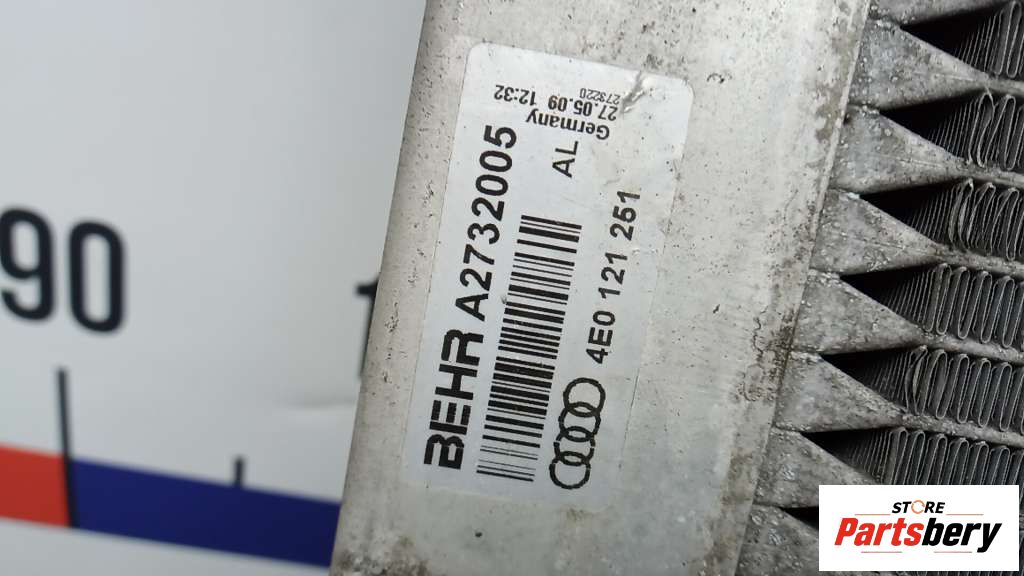 BEHR A2732005
Germany
27.05.09 12:32
273220
AL
4E0 121 251
90
STORE
Partsbery